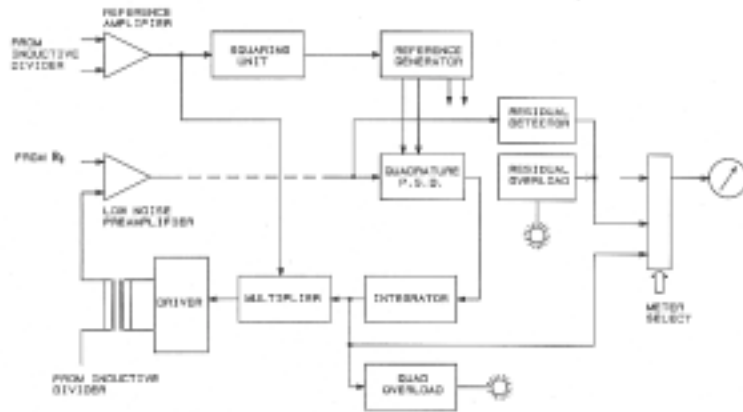 REFERENCE
AMPLIFIER
FROM
INDUCTIVE
DIVIDER
SQUARING
UNIT
REFERENCE
GENERATOR
RESIDUAL
DETECTOR
FROM
QUADRATURE
P.S.D.
RESIDUAL
OVERLOAD
LOW NOISE
PREAMPLIFIER
DRIVER
MULTIPLIER
INTEGRATOR
METER
SELECT
FROM INDUCTIVE
DIVIDER
QUAD
OVERLOAD